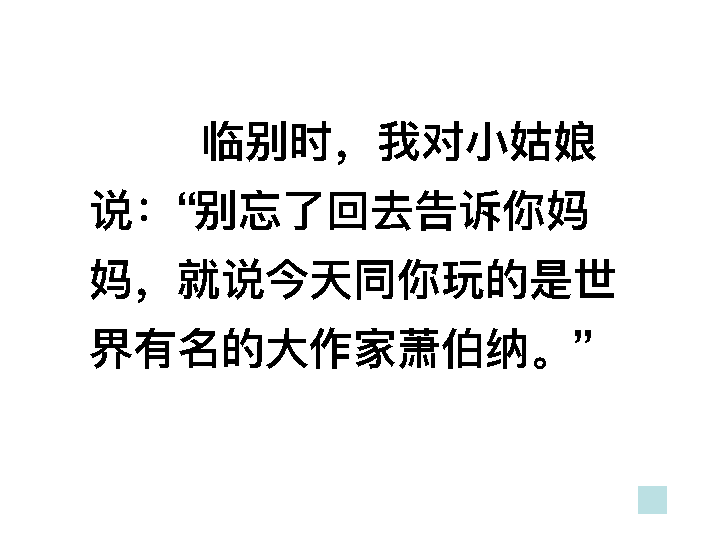 临别时，我对小姑娘
说：“别忘了回去告诉你妈
妈，就说今天同你玩的是世
界有名的大作家萧伯纳。”